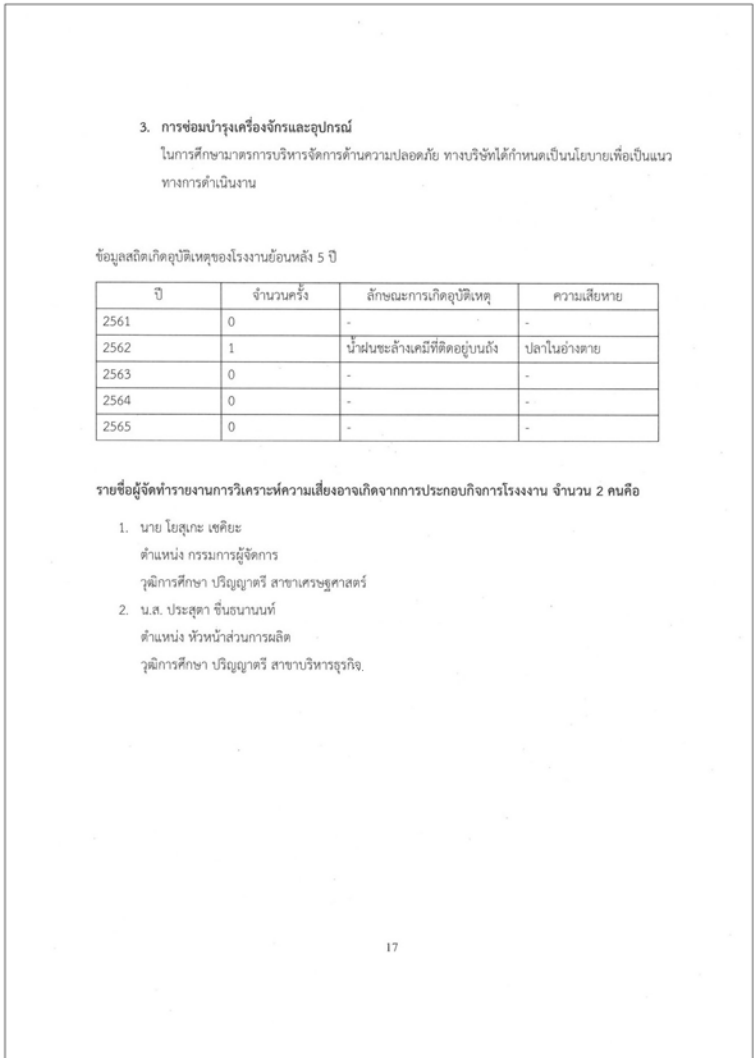 3. การซ่อมบำรุงเครื่องจักรและอุปกรณ์
ในการศึกษามาตรการบริหารจัดการด้านความปลอดภัย ทางบริษัทได้กำหนดเป็นนโยบายเพื่อเป็นแนว
ทางการดำเนินงาน
ข้อมูลสถิตเกิดอุบัติเหตุของโรงงานย้อนหลัง 5 ปี
ปี จำนวนครั้ง ลักษณะการเกิดอุบัติเหตุ ความเสียหาย
2561 0 - -
2562 1 น้ำฝนชะล้างเคมีที่ติดอยู่บนถัง ปลาในอ่างตาย
2563 0 - -
2564 0 - -
2565 0 - -
รายชื่อผู้จัดทำรายงานการวิเคราะห์ความเสี่ยงอาจเกิดจากการประกอบกิจการโรงงงาน จำนวน 2 คนคือ
1. นาย โยสุเกะ เซคิยะ
ตำแหน่ง กรรมการผู้จัดการ
วุฒิการศึกษา ปริญญาตรี สาขาเศรษฐศาสตร์
2. น.ส. ประสุตา ชื่นธนานนท์
ตำแหน่ง หัวหน้าส่วนการผลิต
วุฒิการศึกษา ปริญญาตรี สาขาบริหารธุรกิจ
17